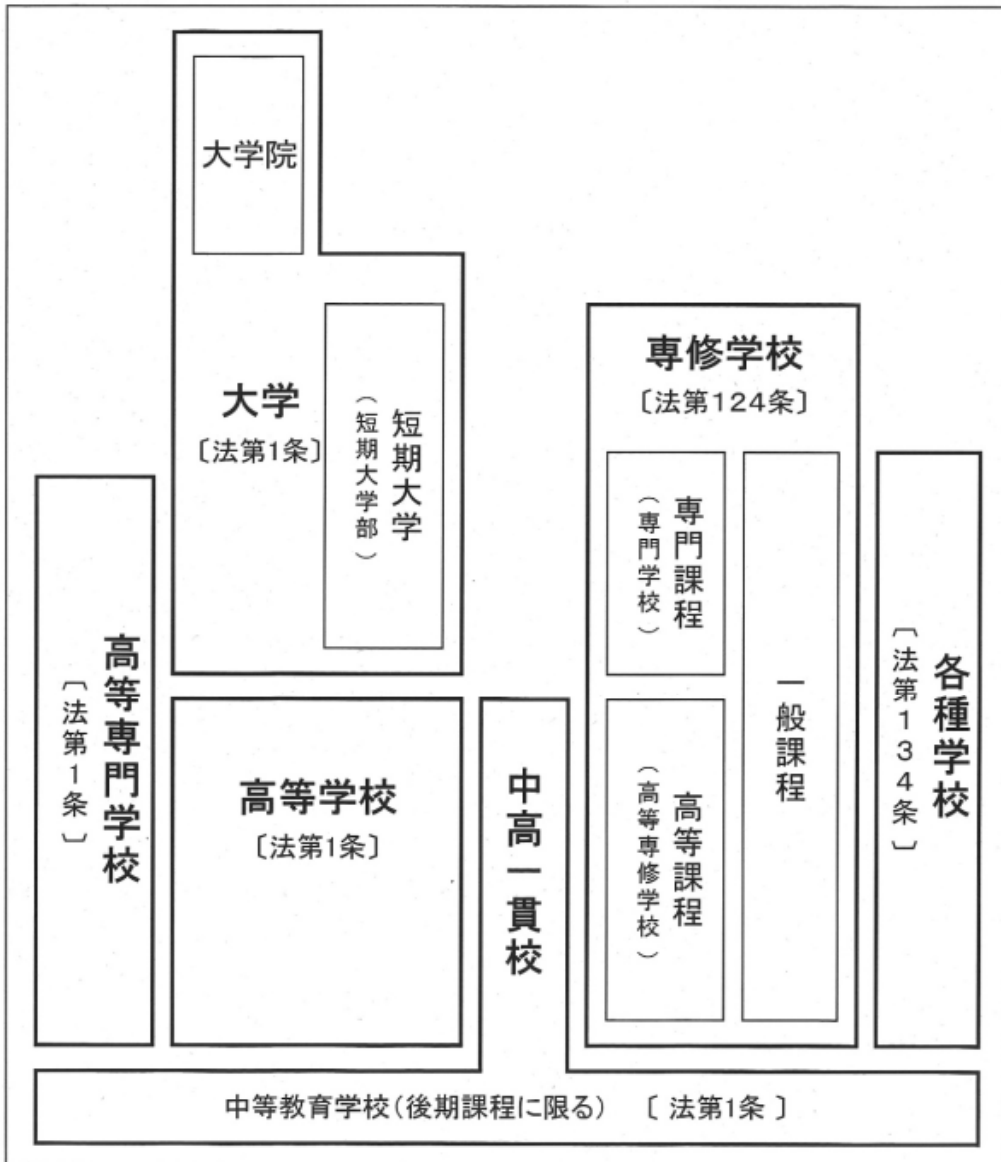 大学院
大学
〔法第1条〕
短期大学
（短期大学部）
専修学校
〔法第124条〕
専門課程
（専門学校）
一般課程
高等課程
（高等専修学校）
各種学校
〔法第134条〕
高等専門学校
〔法第1条〕
高等学校
〔法第1条〕
中高一貫校
中等教育学校（後期課程に限る） 〔 法第1条 〕